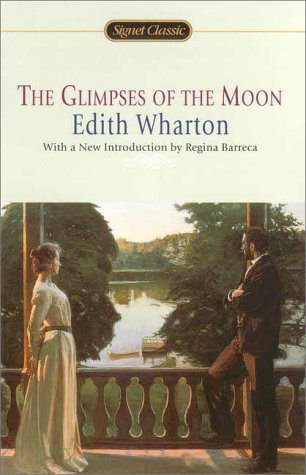 Signet Classic
THE GLIMPSES OF THE MOON
Edith Wharton
With a New Introduction by Regina Barreca